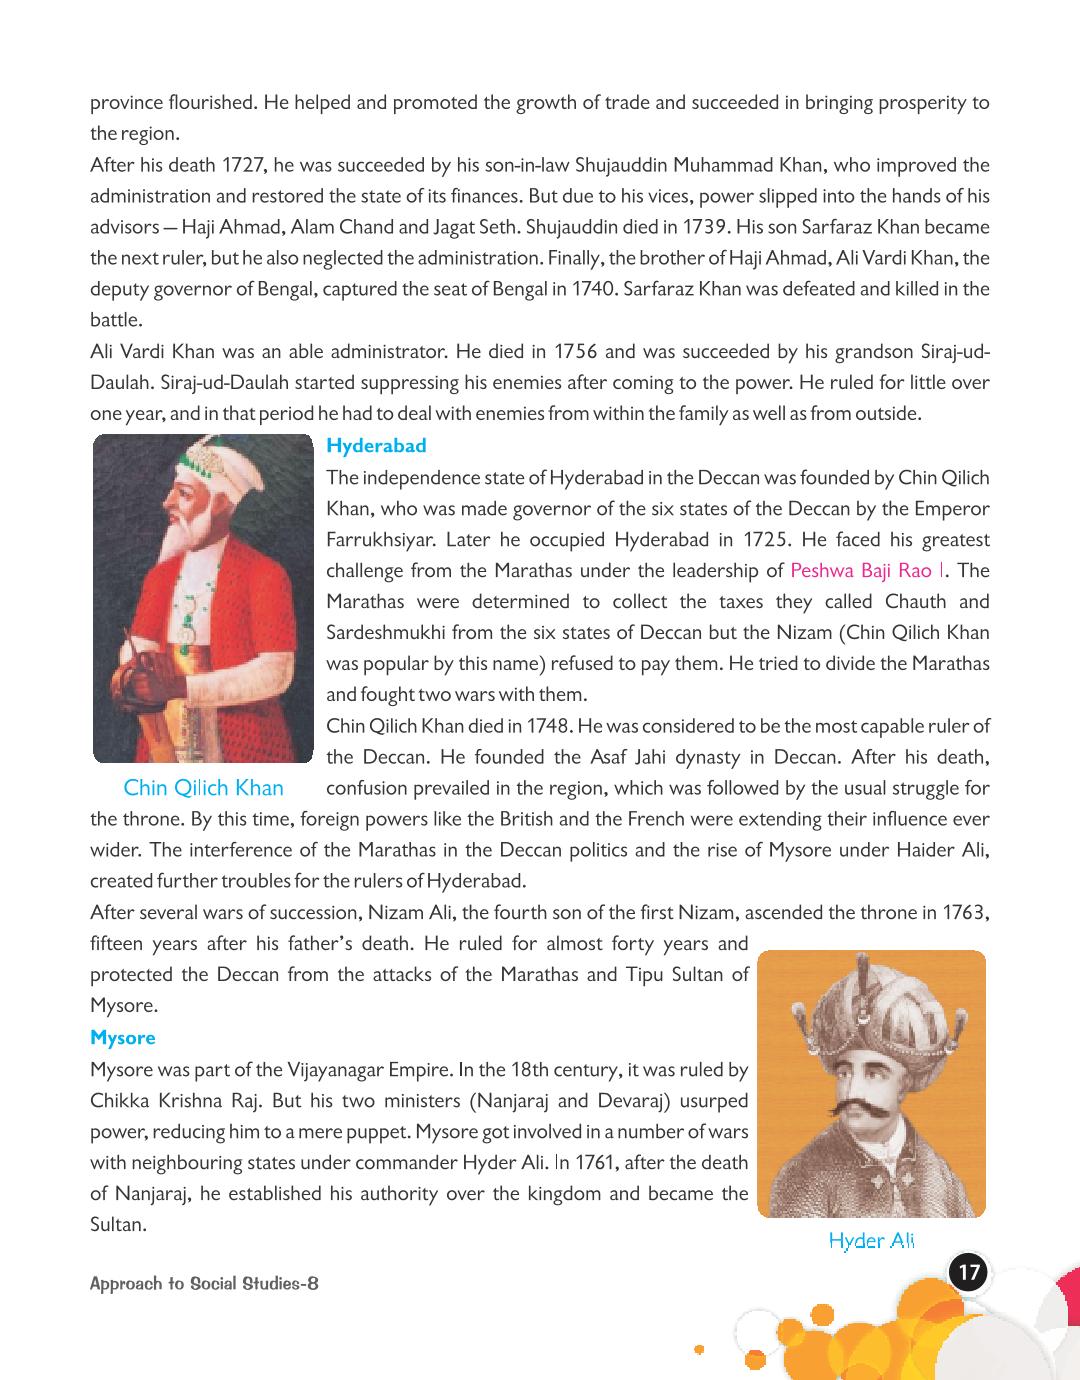 province flourished. He helped and promoted the growth of trade and succeeded in bringing prosperity to
the region.
After his death 1727, he was succeeded by his son-in-law Shujauddin Muhammad Khan, who improved the
administration and restored the state of its finances. But due to his vices, power slipped into the hands of his
advisors – Haji Ahmad, Alam Chand and Jagat Seth. Shujauddin died in 1739. His son Sarfaraz Khan became
the next ruler, but he also neglected the administration. Finally, the brother of Haji Ahmad, Ali Vardi Khan, the
deputy governor of Bengal, captured the seat of Bengal in 1740. Sarfaraz Khan was defeated and killed in the
battle.
Ali Vardi Khan was an able administrator. He died in 1756 and was succeeded by his grandson Siraj-ud-
Daulah. Siraj-ud-Daulah started suppressing his enemies after coming to the power. He ruled for little over
one year, and in that period he had to deal with enemies from within the family as well as from outside.
Hyderabad
The independence state of Hyderabad in the Deccan was founded by Chin Qilich
Khan, who was made governor of the six states of the Deccan by the Emperor
Farrukhsiyar. Later he occupied Hyderabad in 1725. He faced his greatest
challenge from the Marathas under the leadership of Peshwa Baji Rao I. The
Marathas were determined to collect the taxes they called Chauth and
Sardeshmukhi from the six states of Deccan but the Nizam (Chin Qilich Khan
was popular by this name) refused to pay them. He tried to divide the Marathas
and fought two wars with them.
Chin Qilich Khan died in 1748. He was considered to be the most capable ruler of
the Deccan. He founded the Asaf Jahi dynasty in Deccan. After his death,
Chin Qilich Khan
confusion prevailed in the region, which was followed by the usual struggle for
the throne. By this time, foreign powers like the British and the French were extending their influence ever
wider. The interference of the Marathas in the Deccan politics and the rise of Mysore under Haider Ali,
created further troubles for the rulers of Hyderabad.
After several wars of succession, Nizam Ali, the fourth son of the first Nizam, ascended the throne in 1763,
fifteen years after his father's death. He ruled for almost forty years and
protected the Deccan from the attacks of the Marathas and Tipu Sultan of
Mysore.
Mysore
Mysore was part of the Vijayanagar Empire. In the 18th century, it was ruled by
Chikka Krishna Raj. But his two ministers (Nanjaraj and Devaraj) usurped
power, reducing him to a mere puppet. Mysore got involved in a number of wars
with neighbouring states under commander Hyder Ali. In 1761, after the death
of Nanjaraj, he established his authority over the kingdom and became the
Sultan.
Hyder Ali
Approach to Social Studies-8
17